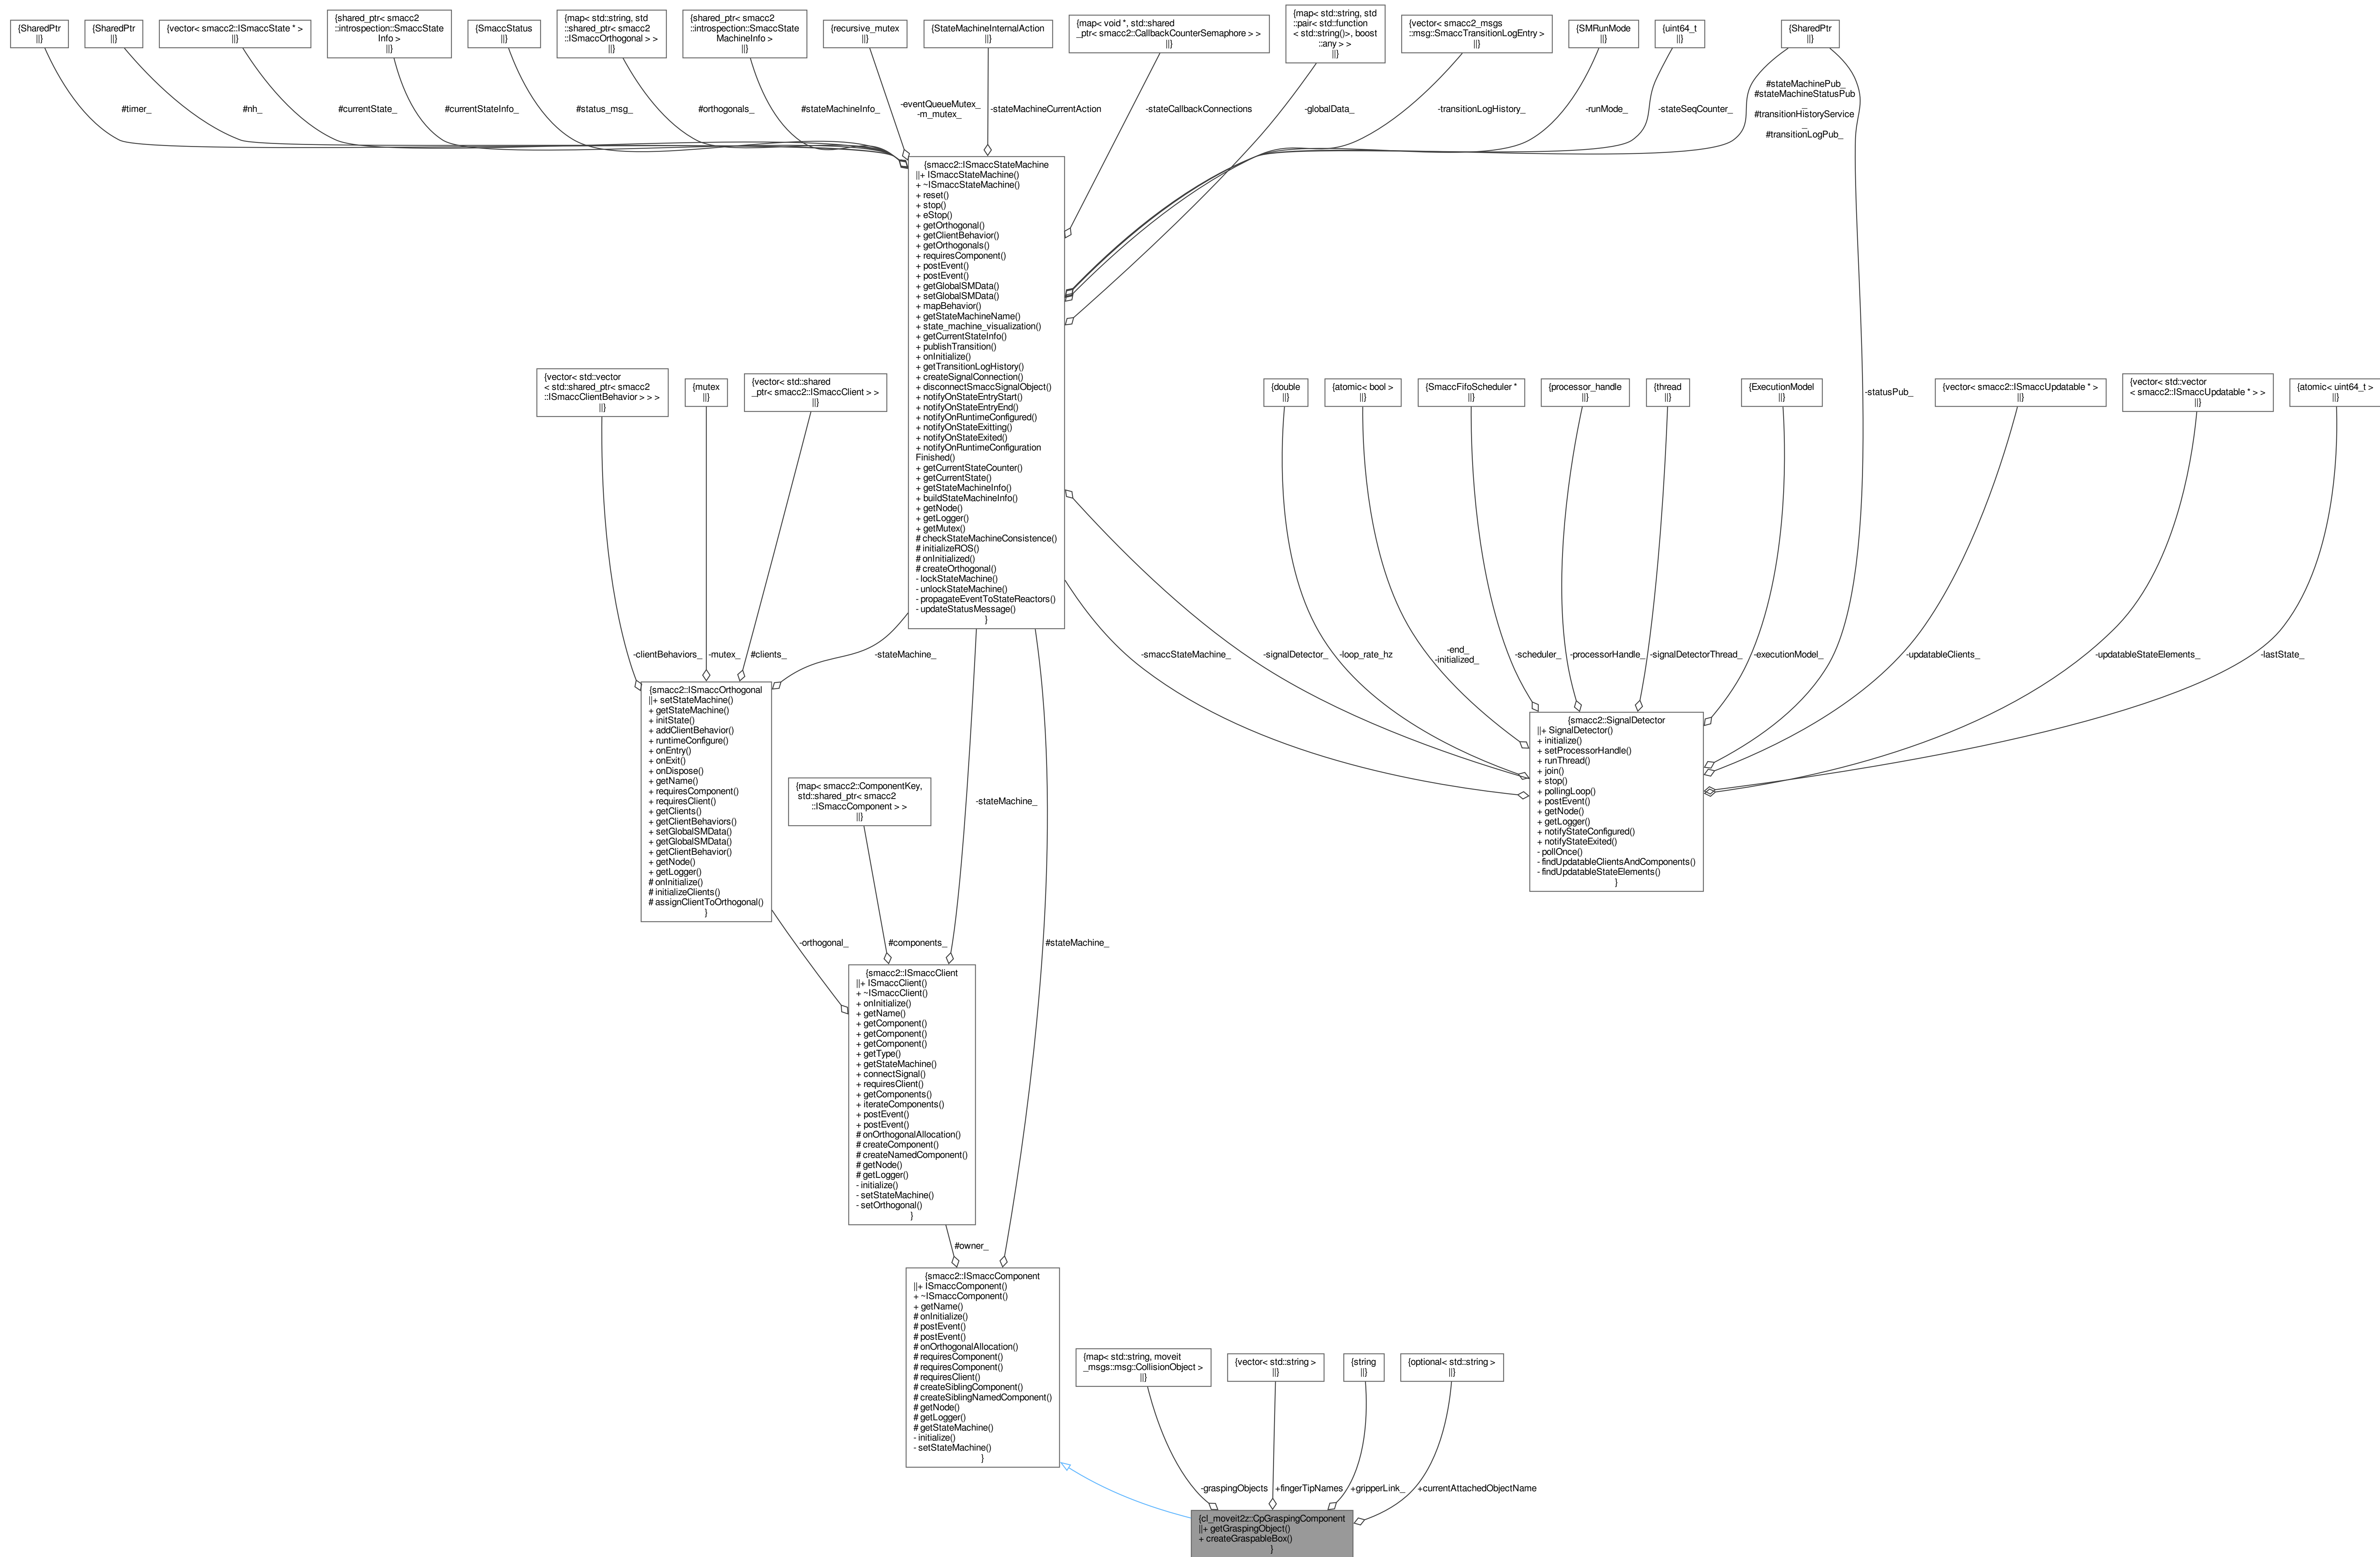 {SharedPtr
||}
{SharedPtr
||}
{vector< smacc2::ISmaccState * >
||}
{shared_ptr< smacc2
::introspection::SmaccState
Info >
||}
{SmaccStatus
||}
{map< std::string, std
::shared_ptr< smacc2
::ISmaccOrthogonal > >
||}
{shared_ptr< smacc2
::introspection::SmaccState
MachineInfo >
||}
{recursive_mutex
||}
{StateMachineInternalAction
||}
{map< void *, std::shared
_ptr< smacc2::CallbackCounterSemaphore > >
||}
{map< std::string, std
::pair< std::function
< std::string()>, boost
::any > >
||}
{vector< smacc2_msgs
::msg::SmaccTransitionLogEntry >
||}
{SMRunMode
||}
{uint64_t
||}
{SharedPtr
||}
#timer_
#nh_
#currentState_
#currentStateInfo_
#status_msg_
#orthogonals_
#stateMachineInfo_
-eventQueueMutex_
-m_mutex_
-stateMachineCurrentAction
-stateCallbackConnections
-globalData_
-transitionLogHistory_
-runMode_
-stateSeqCounter_
#stateMachinePub_
#stateMachineStatusPub
_
#transitionHistoryService
_
#transitionLogPub_
{smacc2::ISmaccStateMachine
||+ ISmaccStateMachine()
+ ~ISmaccStateMachine()
+ reset()
+ stop()
+ eStop()
+ getOrthogonal()
+ getClientBehavior()
+ getOrthogonals()
+ requiresComponent()
+ postEvent()
+ postEvent()
+ getGlobalSMData()
+ setGlobalSMData()
+ mapBehavior()
+ getStateMachineName()
+ state_machine_visualization()
+ getCurrentStateInfo()
+ publishTransition()
+ onInitialize()
+ getTransitionLogHistory()
+ createSignalConnection()
+ disconnectSmaccSignalObject()
+ notifyOnStateEntryStart()
+ notifyOnStateEntryEnd()
+ notifyOnRuntimeConfigured()
+ notifyOnStateExitting()
+ notifyOnStateExited()
+ notifyOnRuntimeConfiguration
Finished()
+ getCurrentStateCounter()
+ getCurrentState()
+ getStateMachineInfo()
+ buildStateMachineInfo()
+ getNode()
+ getLogger()
+ getMutex()
# checkStateMachineConsistence()
# initializeROS()
# onInitialized()
# createOrthogonal()
- lockStateMachine()
- unlockStateMachine()
- propagateEventToStateReactors()
- updateStatusMessage()
}
{vector< std::vector
< std::shared_ptr< smacc2
::ISmaccClientBehavior > > >
||}
{mutex
||}
{vector< std::shared
_ptr< smacc2::ISmaccClient > >
||}
{double
||}
{atomic< bool >
||}
{SmaccFifoScheduler *
||}
{processor_handle
||}
{thread
||}
{ExecutionModel
||}
-statusPub_
{vector< smacc2::ISmaccUpdatable * >
||}
{vector< std::vector
< smacc2::ISmaccUpdatable * > >
||}
{atomic< uint64_t >
||}
-clientBehaviors_
-mutex_
#clients_
-stateMachine_
-smaccStateMachine_
-signalDetector_
-loop_rate_hz
-end_
-initialized_
-scheduler_
-processorHandle_
-signalDetectorThread_
-executionModel_
-updatableClients_
-updatableStateElements_
-lastState_
{smacc2::ISmaccOrthogonal
||+ setStateMachine()
+ getStateMachine()
+ initState()
+ addClientBehavior()
+ runtimeConfigure()
+ onEntry()
+ onExit()
+ onDispose()
+ getName()
+ requiresComponent()
+ requiresClient()
+ getClients()
+ getClientBehaviors()
+ setGlobalSMData()
+ getGlobalSMData()
+ getClientBehavior()
+ getNode()
+ getLogger()
# onInitialize()
# initializeClients()
# assignClientToOrthogonal()
}
{smacc2::SignalDetector
||+ SignalDetector()
+ initialize()
+ setProcessorHandle()
+ runThread()
+ join()
+ stop()
+ pollingLoop()
+ postEvent()
+ getNode()
+ getLogger()
+ notifyStateConfigured()
+ notifyStateExited()
- pollOnce()
- findUpdatableClientsAndComponents()
- findUpdatableStateElements()
}
{map< smacc2::ComponentKey,
std::shared_ptr< smacc2
::ISmaccComponent > >
||}
-stateMachine_
-orthogonal_
#components_
#stateMachine_
{smacc2::ISmaccClient
||+ ISmaccClient()
+ ~ISmaccClient()
+ onInitialize()
+ getName()
+ getComponent()
+ getComponent()
+ getComponent()
+ getType()
+ getStateMachine()
+ connectSignal()
+ requiresClient()
+ getComponents()
+ iterateComponents()
+ postEvent()
+ postEvent()
# onOrthogonalAllocation()
# createComponent()
# createNamedComponent()
# getNode()
# getLogger()
- initialize()
- setStateMachine()
- setOrthogonal()
}
#owner_
{smacc2::ISmaccComponent
||+ ISmaccComponent()
+ ~ISmaccComponent()
+ getName()
# onInitialize()
# postEvent()
# postEvent()
# onOrthogonalAllocation()
# requiresComponent()
# requiresComponent()
# requiresClient()
# createSiblingComponent()
# createSiblingNamedComponent()
# getNode()
# getLogger()
# getStateMachine()
- initialize()
- setStateMachine()
}
{map< std::string, moveit
_msgs::msg::CollisionObject >
||}
{vector< std::string >
||}
{string
||}
{optional< std::string >
||}
-graspingObjects
+fingerTipNames
+gripperLink_
+currentAttachedObjectName
{cl_moveit2z::CpGraspingComponent
||+ getGraspingObject()
+ createGraspableBox()
}